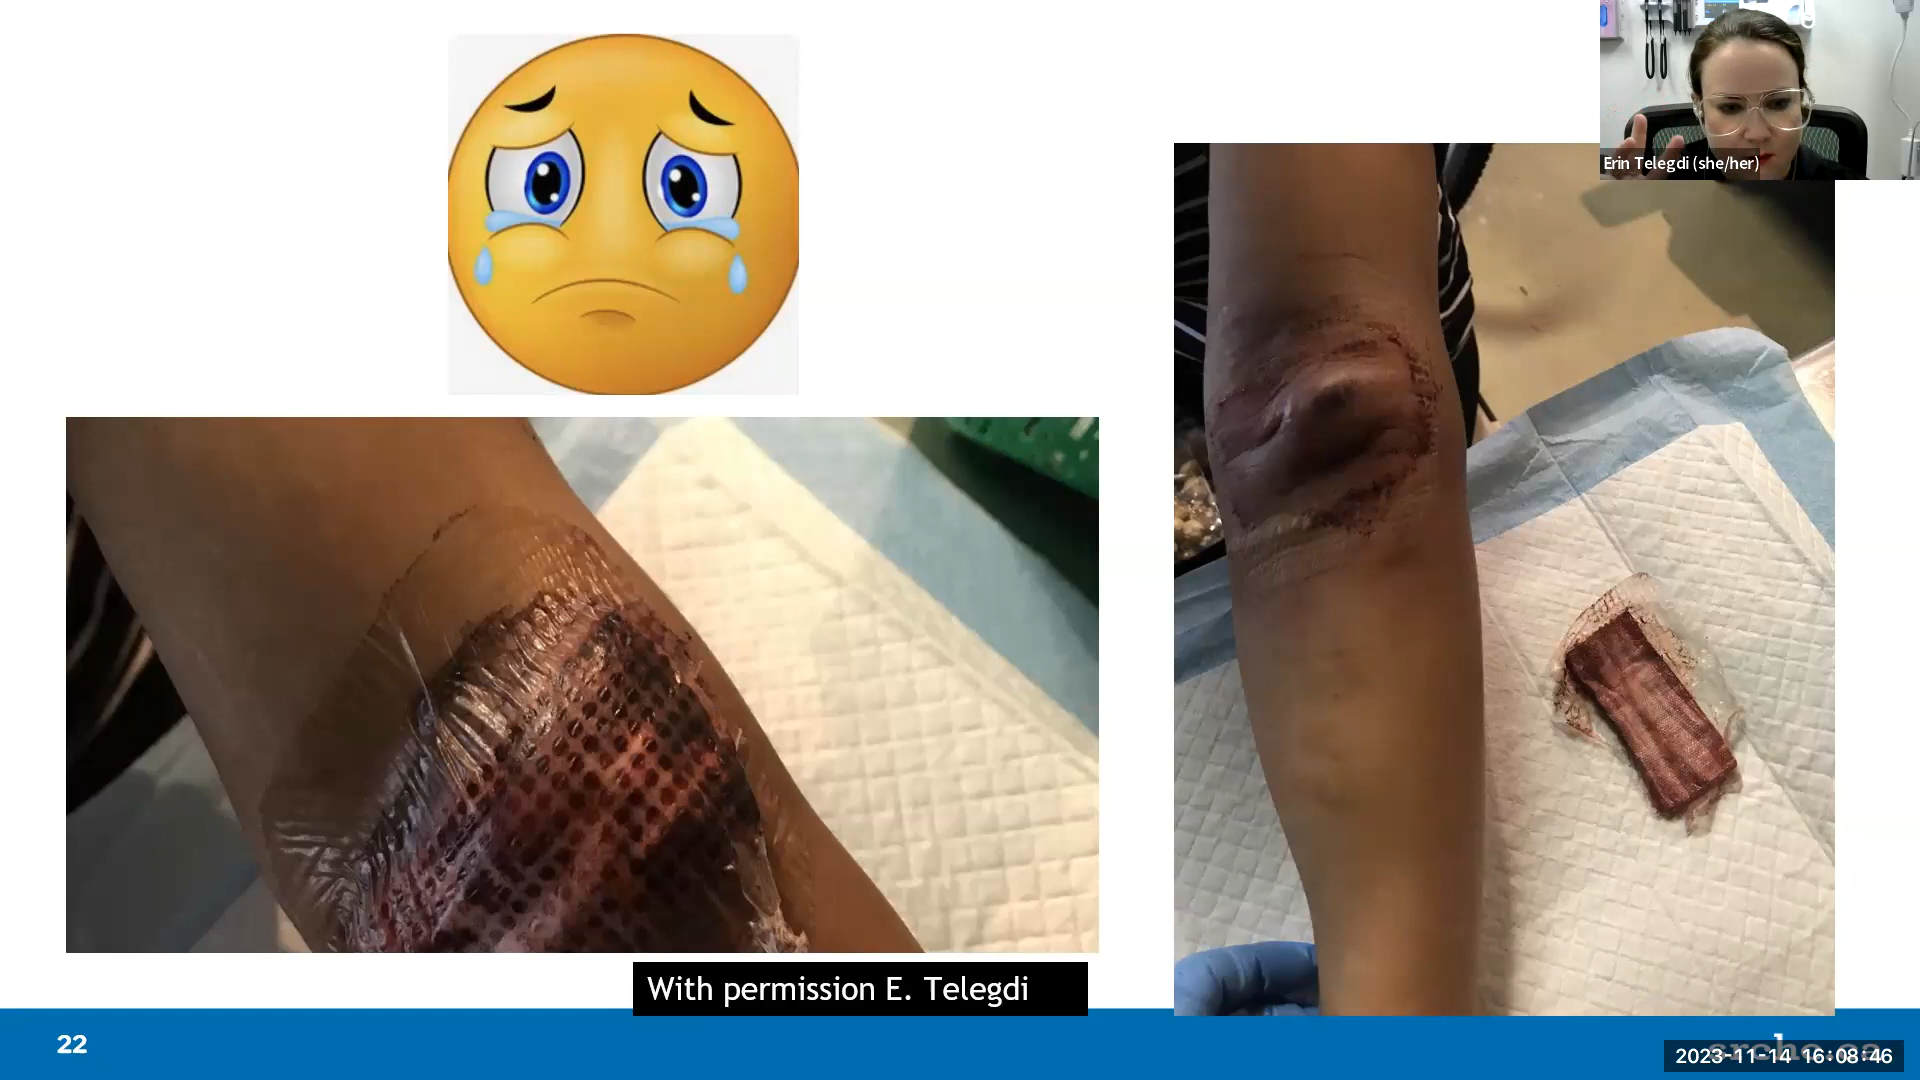 Erin Telegdi (she/her)
With permission E. Telegdi
22
2023-11-14 16:08:46